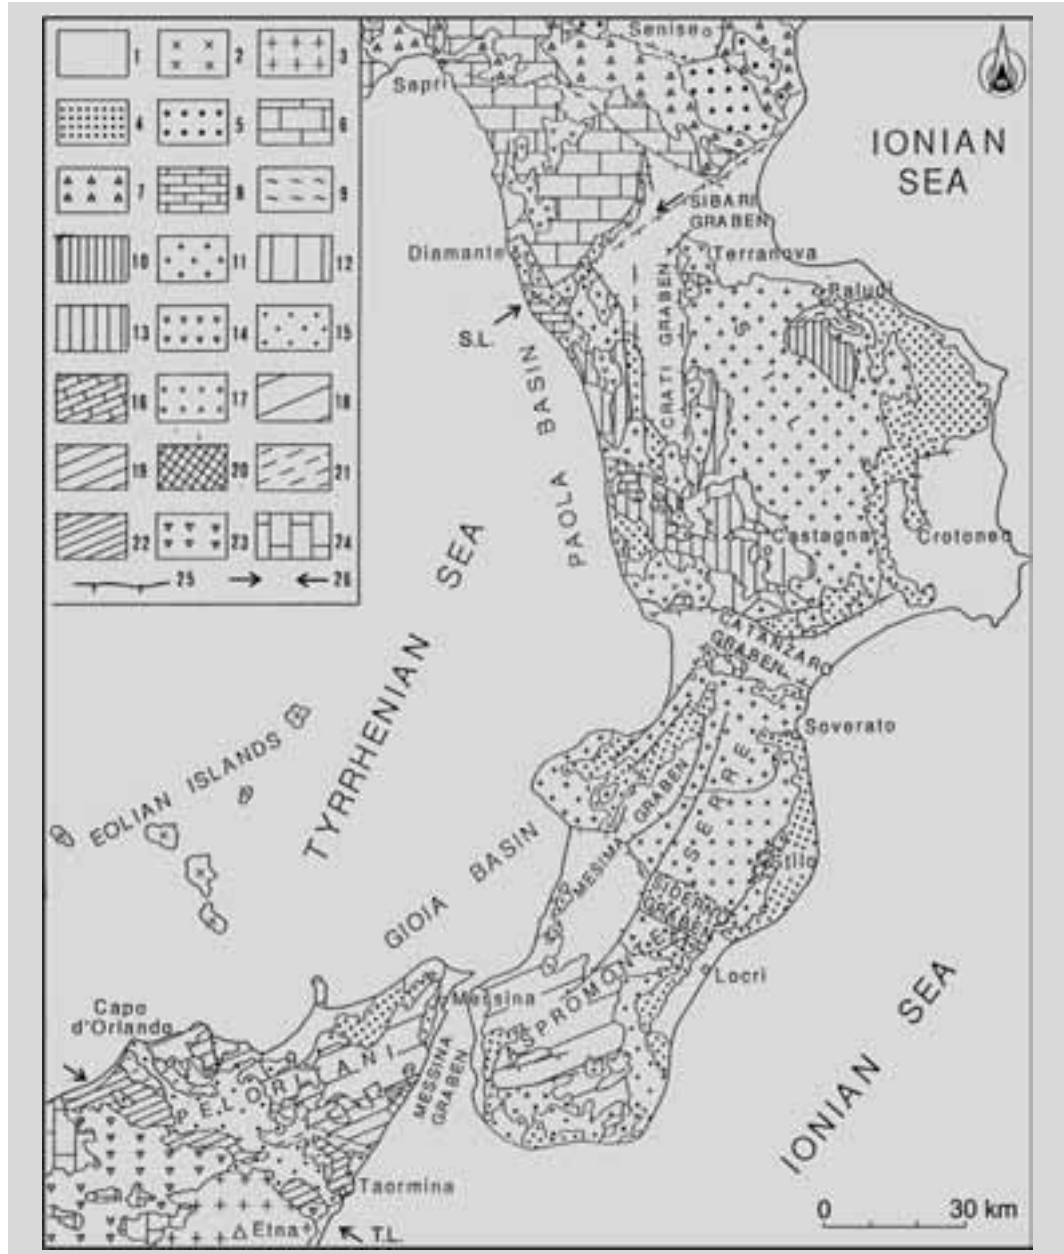 1 2 3
4 5 6
7 8 9
10 11 12
13 14 15
16 17 18
19 20 21
22 23 24
25 26
Senise
Sapri
IONIAN
SEA
SIBARI
GRABEN
Diamante
Terranova
Paludi
S.L.
CRATI GRABEN
SILA
PAOLA BASIN
Castagna
Crotone
CATANZARO
GRABEN
TYRRHENIAN SEA
Soverato
EOLIAN ISLANDS
MESIMA GRABEN
SERRE
Stilo
GIOIA BASIN
SIDERNO
GRABEN
Locri
ASPROMONTE
Messina
Capo
d'Orlando
PELORITANI
MESSINA
GRABEN
IONIAN SEA
Taormina
Etna
T.L.
0 30 km